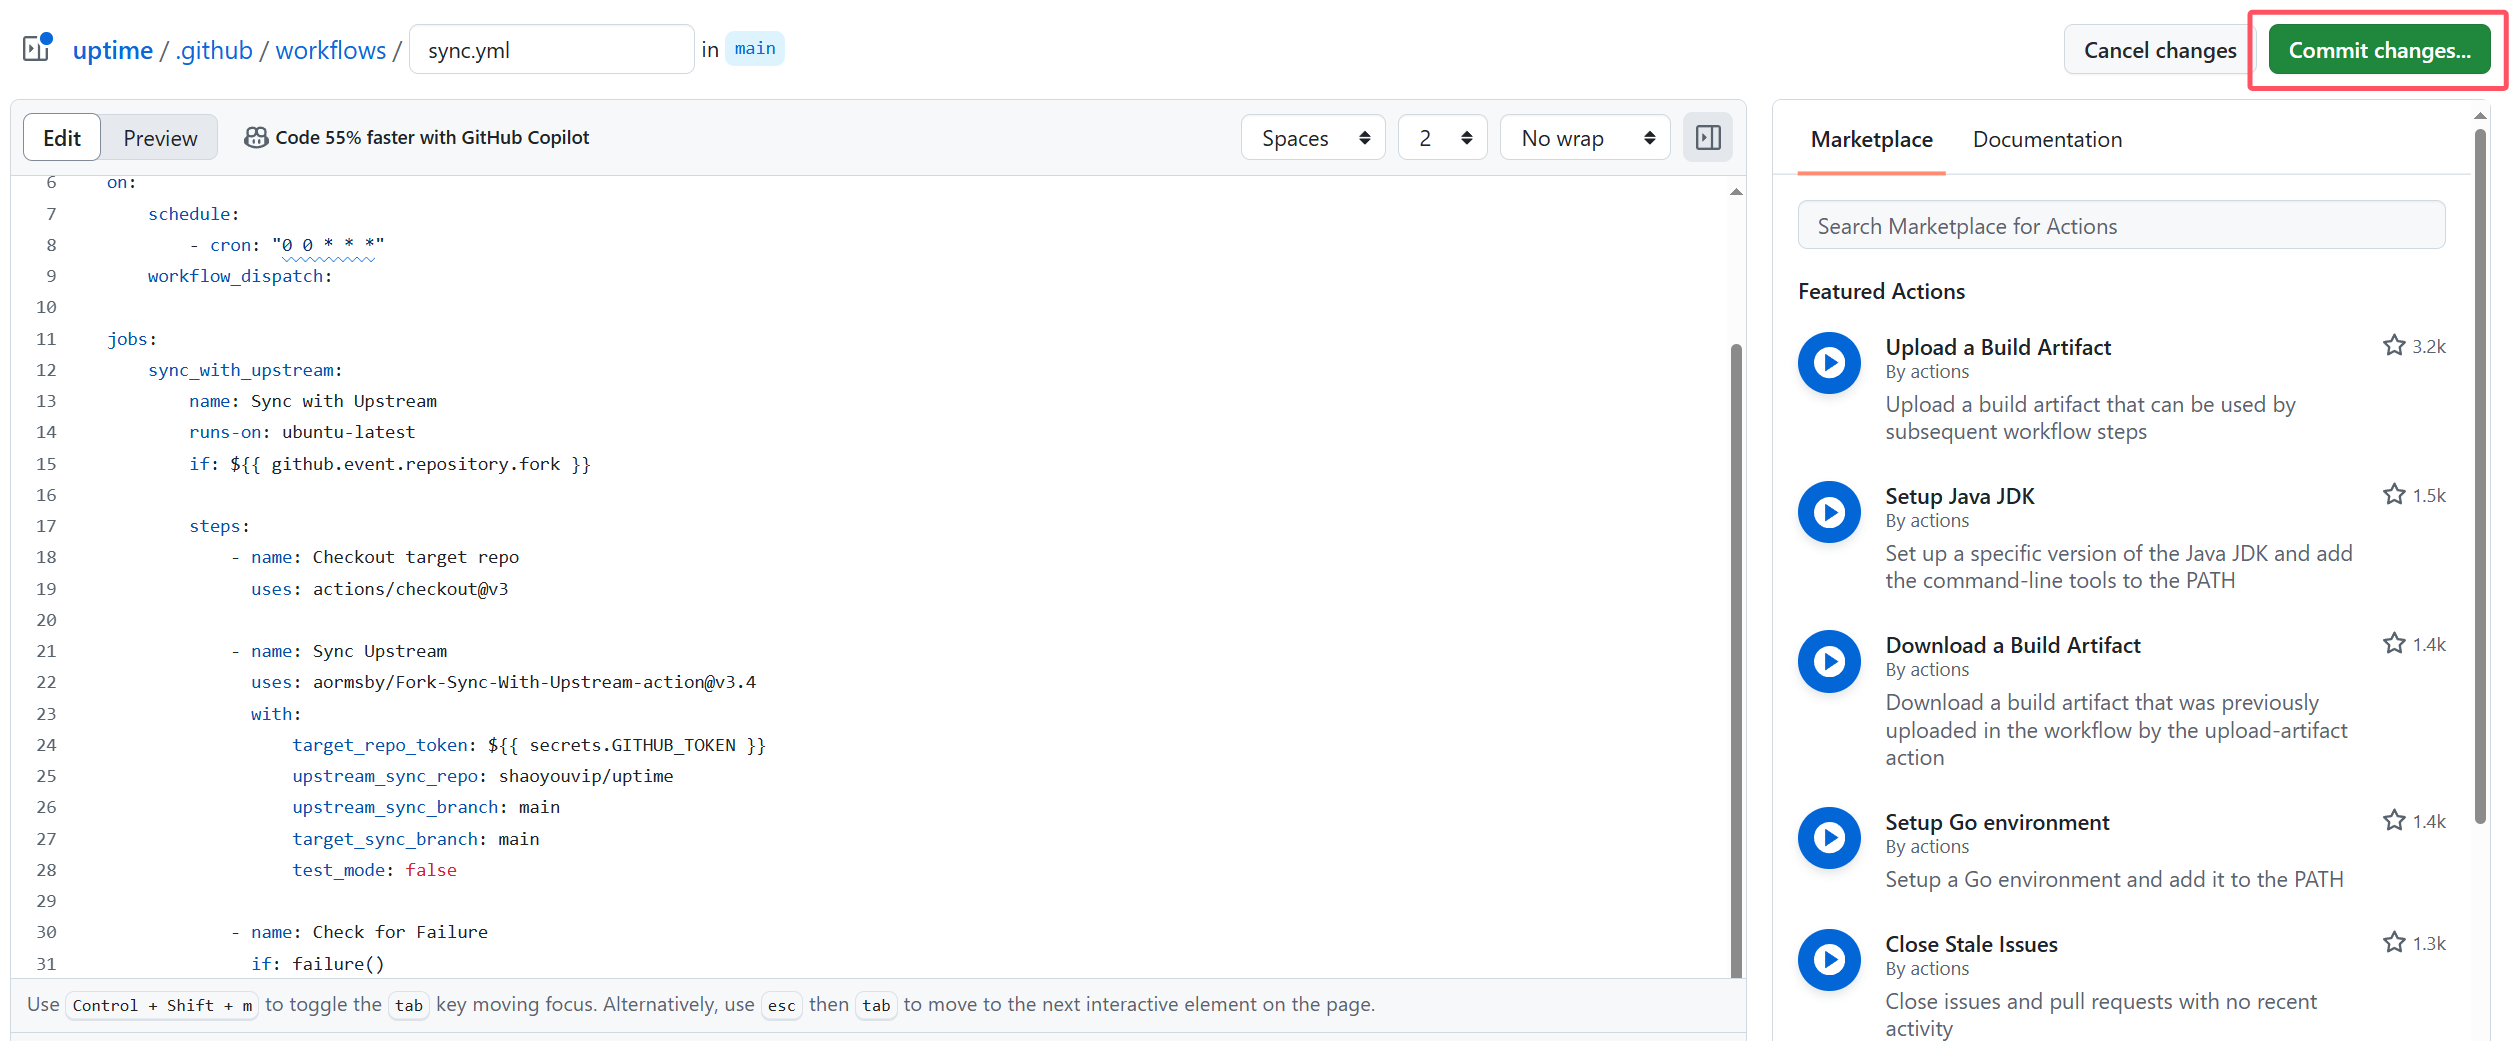 uptime / .github / workflows / sync.yml in main
Cancel changes
Commit changes...
Edit
Preview
Code 55% faster with GitHub Copilot
Spaces
2
No wrap
6 on:
7 schedule:
8 - cron: "0 0 * * *"
9 workflow_dispatch:
10
11 jobs:
12 sync_with_upstream:
13 name: Sync with Upstream
14 runs-on: ubuntu-latest
15 if: ${{ github.event.repository.fork }}
16
17 steps:
18 - name: Checkout target repo
19 uses: actions/checkout@v3
20
21 - name: Sync Upstream
22 uses: aormsby/Fork-Sync-With-Upstream-action@v3.4
23 with:
24 target_repo_token: ${{ secrets.GITHUB_TOKEN }}
25 upstream_sync_repo: shaoyouvip/uptime
26 upstream_sync_branch: main
27 target_sync_branch: main
28 test_mode: false
29
30 - name: Check for Failure
31 if: failure()
Use Control + Shift + m to toggle the tab key moving focus. Alternatively, use esc then tab to move to the next interactive element on the page.
Marketplace
Documentation
Search Marketplace for Actions
Featured Actions
Upload a Build Artifact 3.2k
By actions
Upload a build artifact that can be used by
subsequent workflow steps
Setup Java JDK 1.5k
By actions
Set up a specific version of the Java JDK and add
the command-line tools to the PATH
Download a Build Artifact 1.4k
By actions
Download a build artifact that was previously
uploaded in the workflow by the upload-artifact
action
Setup Go environment 1.4k
By actions
Setup a Go environment and add it to the PATH
Close Stale Issues 1.3k
By actions
Close issues and pull requests with no recent
activity